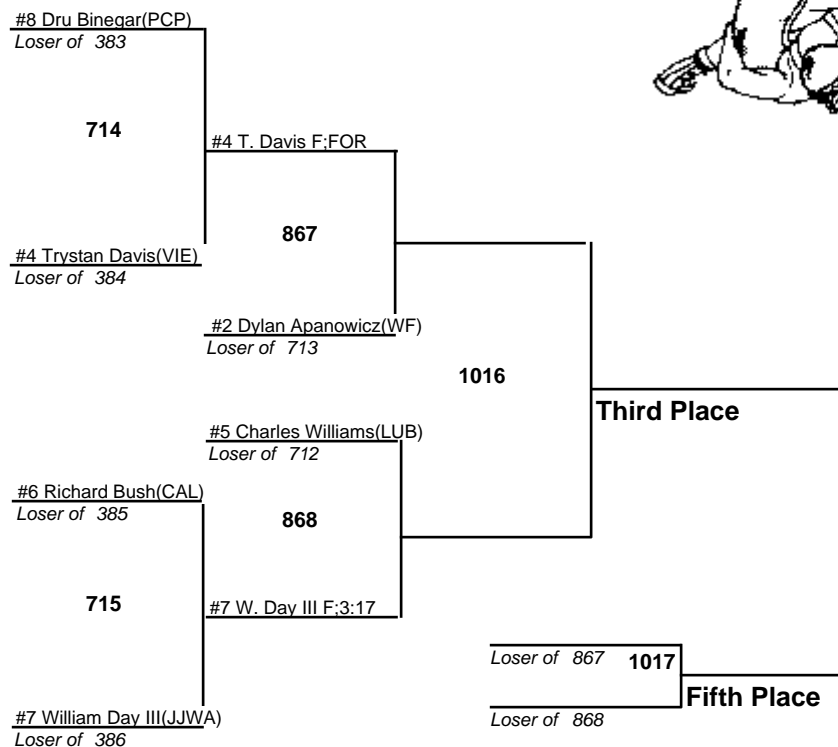 #8 Dru Binegar(PCP)
Loser of 383
714
#4 T. Davis F;FOR
867
#4 Trystan Davis(VIE)
Loser of 384
#2 Dylan Apanowicz(WF)
Loser of 713
1016
Third Place
#5 Charles Williams(LUB)
Loser of 712
#6 Richard Bush(CAL)
Loser of 385
868
715
#7 W. Day III F;3:17
Loser of 867 1017
Fifth Place
#7 William Day III(JJWA)
Loser of 386
Loser of 868